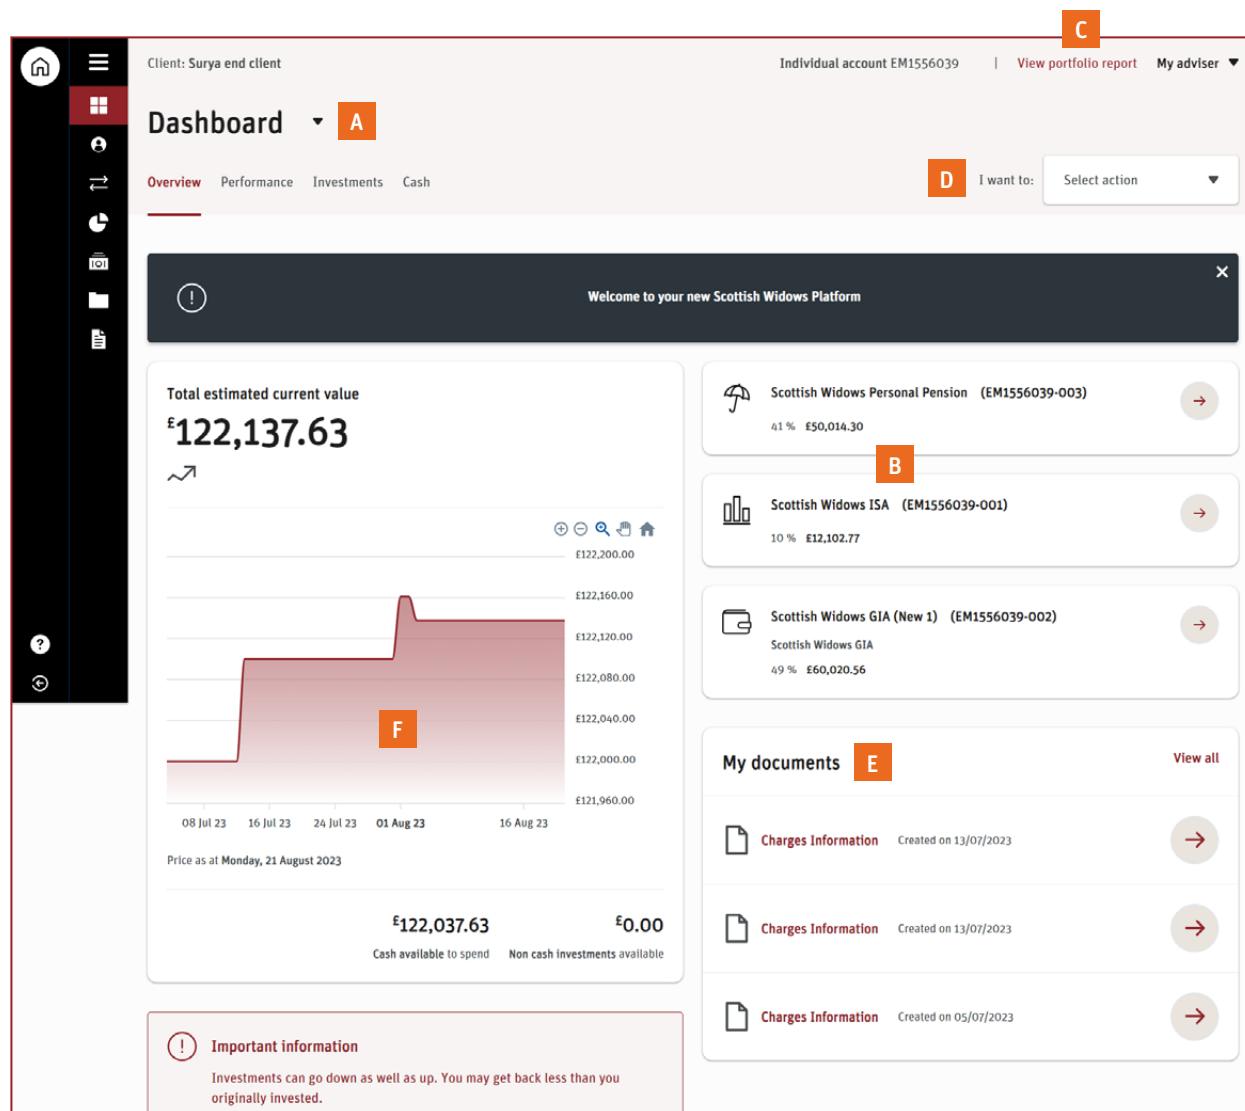 C
Client: Surya end client
Individual account EM1556039 | View portfolio report My adviser
Dashboard A
Overview Performance Investments Cash
D I want to: Select action
Welcome to your new Scottish Widows Platform
Total estimated current value
£122,137.63
£122,200.00
£122,160.00
£122,120.00
£122,080.00
£122,040.00
£122,000.00
£121,960.00
F
08 Jul 23 16 Jul 23 24 Jul 23 01 Aug 23 16 Aug 23
Price as at Monday, 21 August 2023
£122,037.63 £0.00
Cash available to spend Non cash investments available
Important information
Investments can go down as well as up. You may get back less than you
originally invested.
Scottish Widows Personal Pension (EM1556039-003)
41 % £50,014.30
B
Scottish Widows ISA (EM1556039-001)
10 % £12,102.77
Scottish Widows GIA (New 1) (EM1556039-002)
Scottish Widows GIA
49 % £60,020.56
My documents E View all
Charges Information Created on 13/07/2023
Charges Information Created on 13/07/2023
Charges Information Created on 05/07/2023